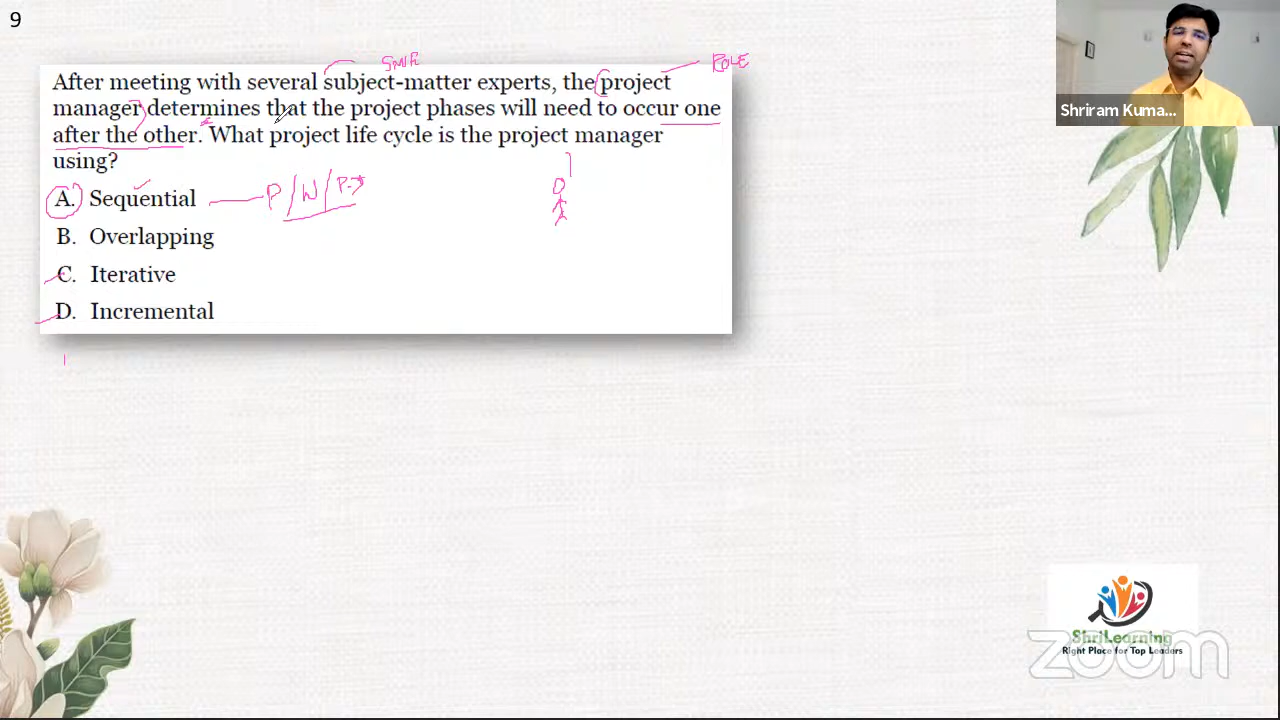 9
SME
ROLE
After meeting with several subject-matter experts, the project
manager determines that the project phases will need to occur one
after the other. What project life cycle is the project manager
using?
A. Sequential
P/W/
B. Overlapping
C. Iterative
D. Incremental
Shriram Kuma...
ShriLearning
Right Place for Top Leaders
zoom